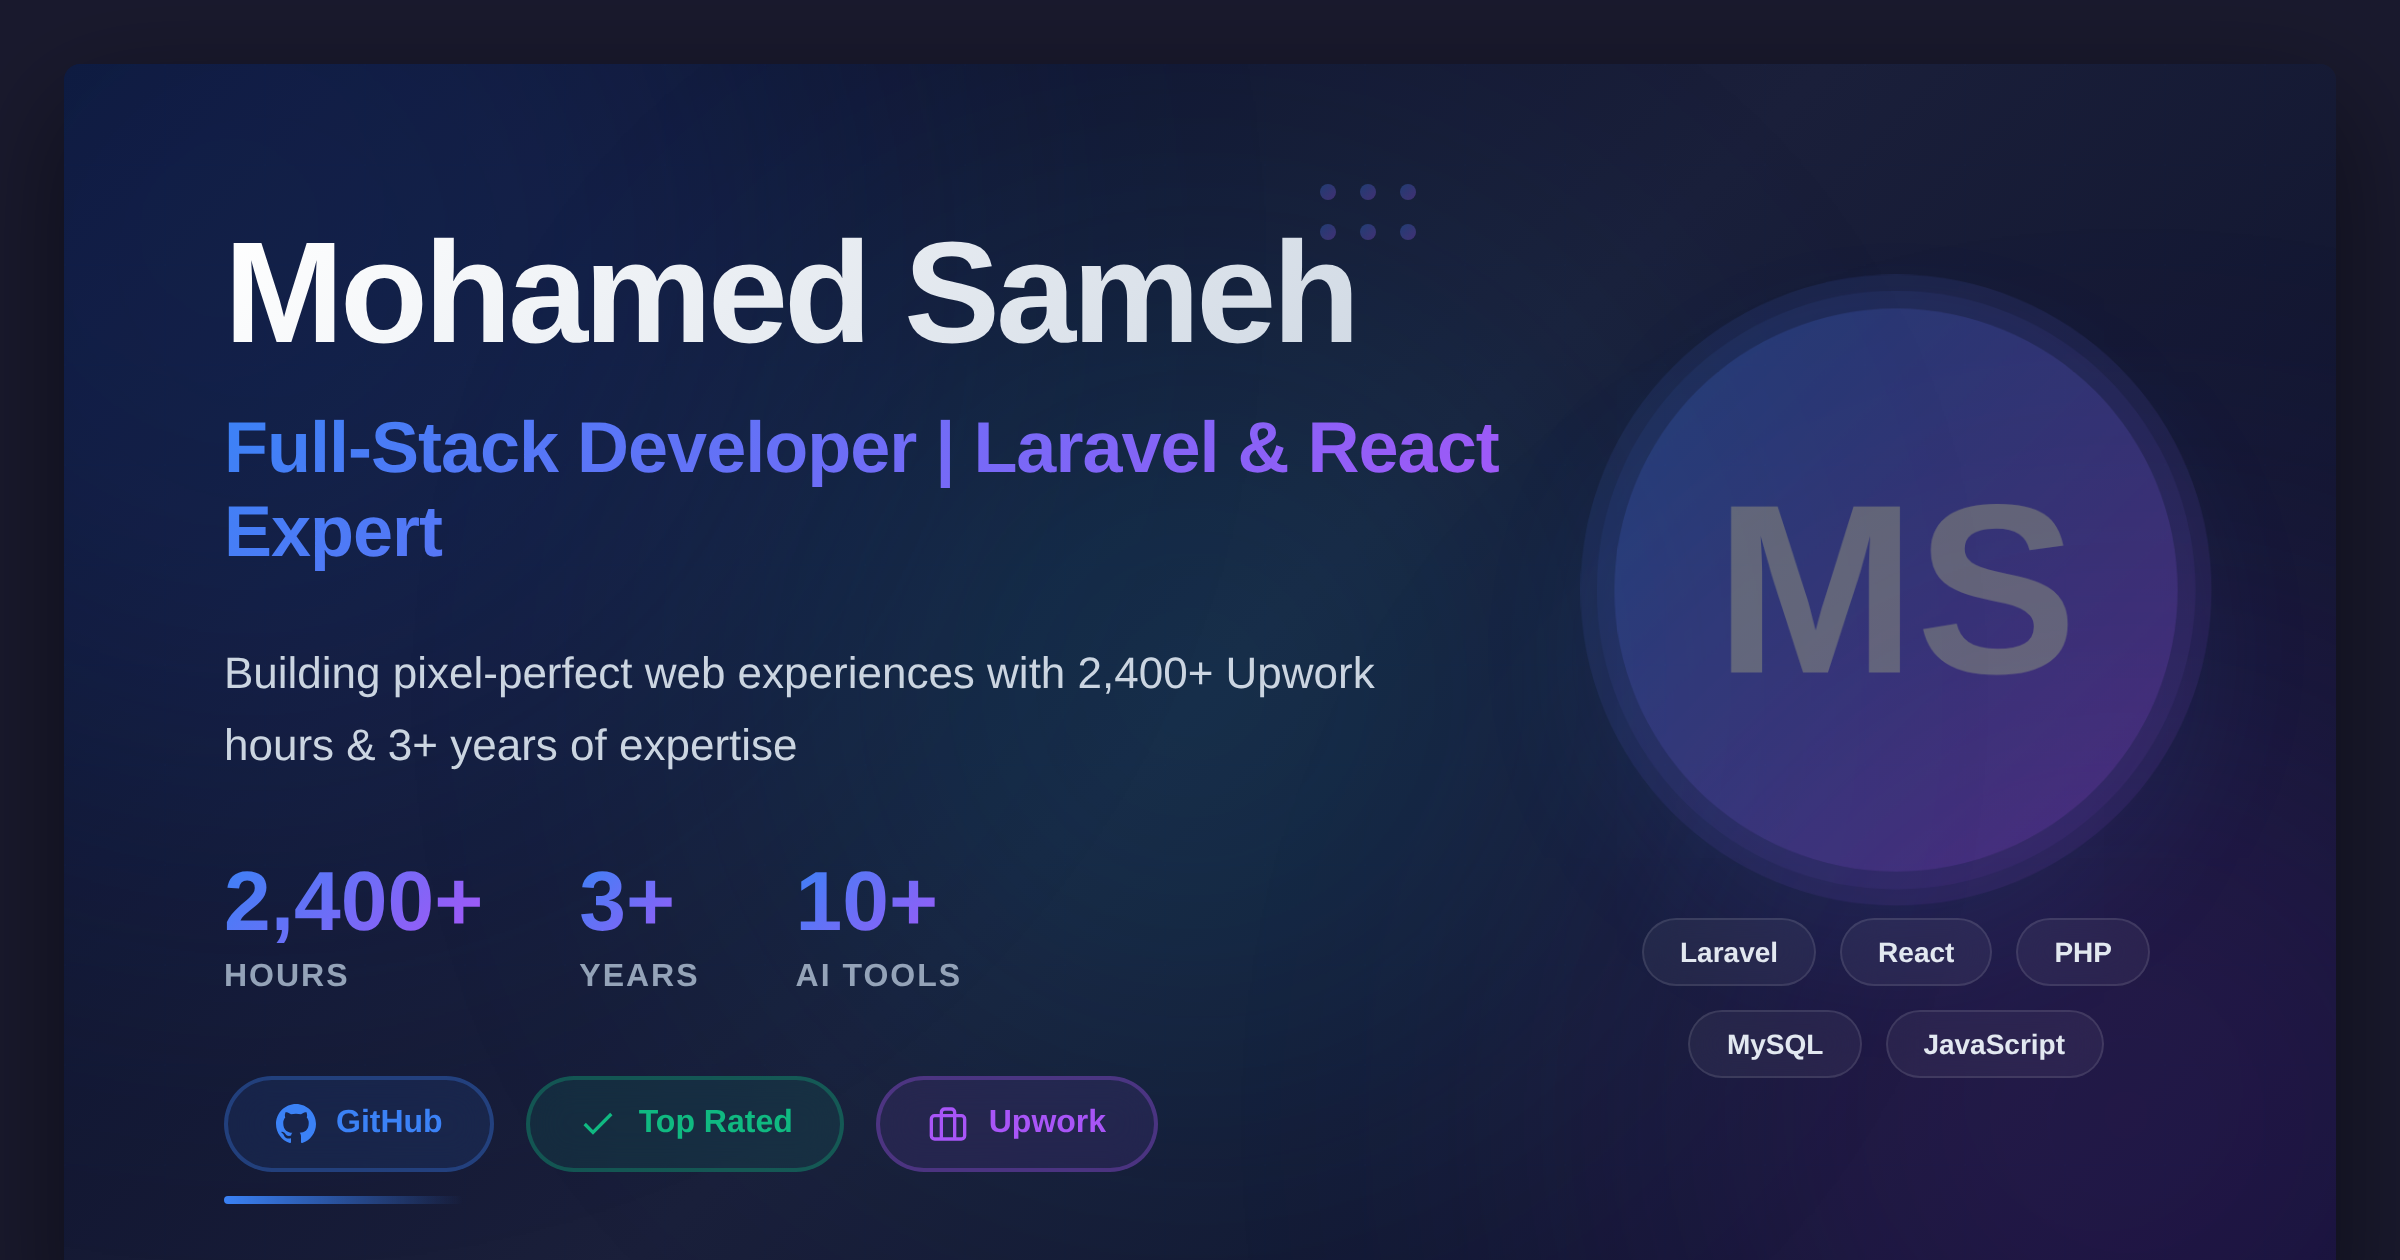 Mohamed Sameh
Full-Stack Developer | Laravel & React
Expert
Building pixel-perfect web experiences with 2,400+ Upwork
hours & 3+ years of expertise
2,400+
HOURS
3+
YEARS
10+
AI TOOLS
GitHub
Top Rated
Upwork
MS
Laravel
React
PHP
MySQL
JavaScript